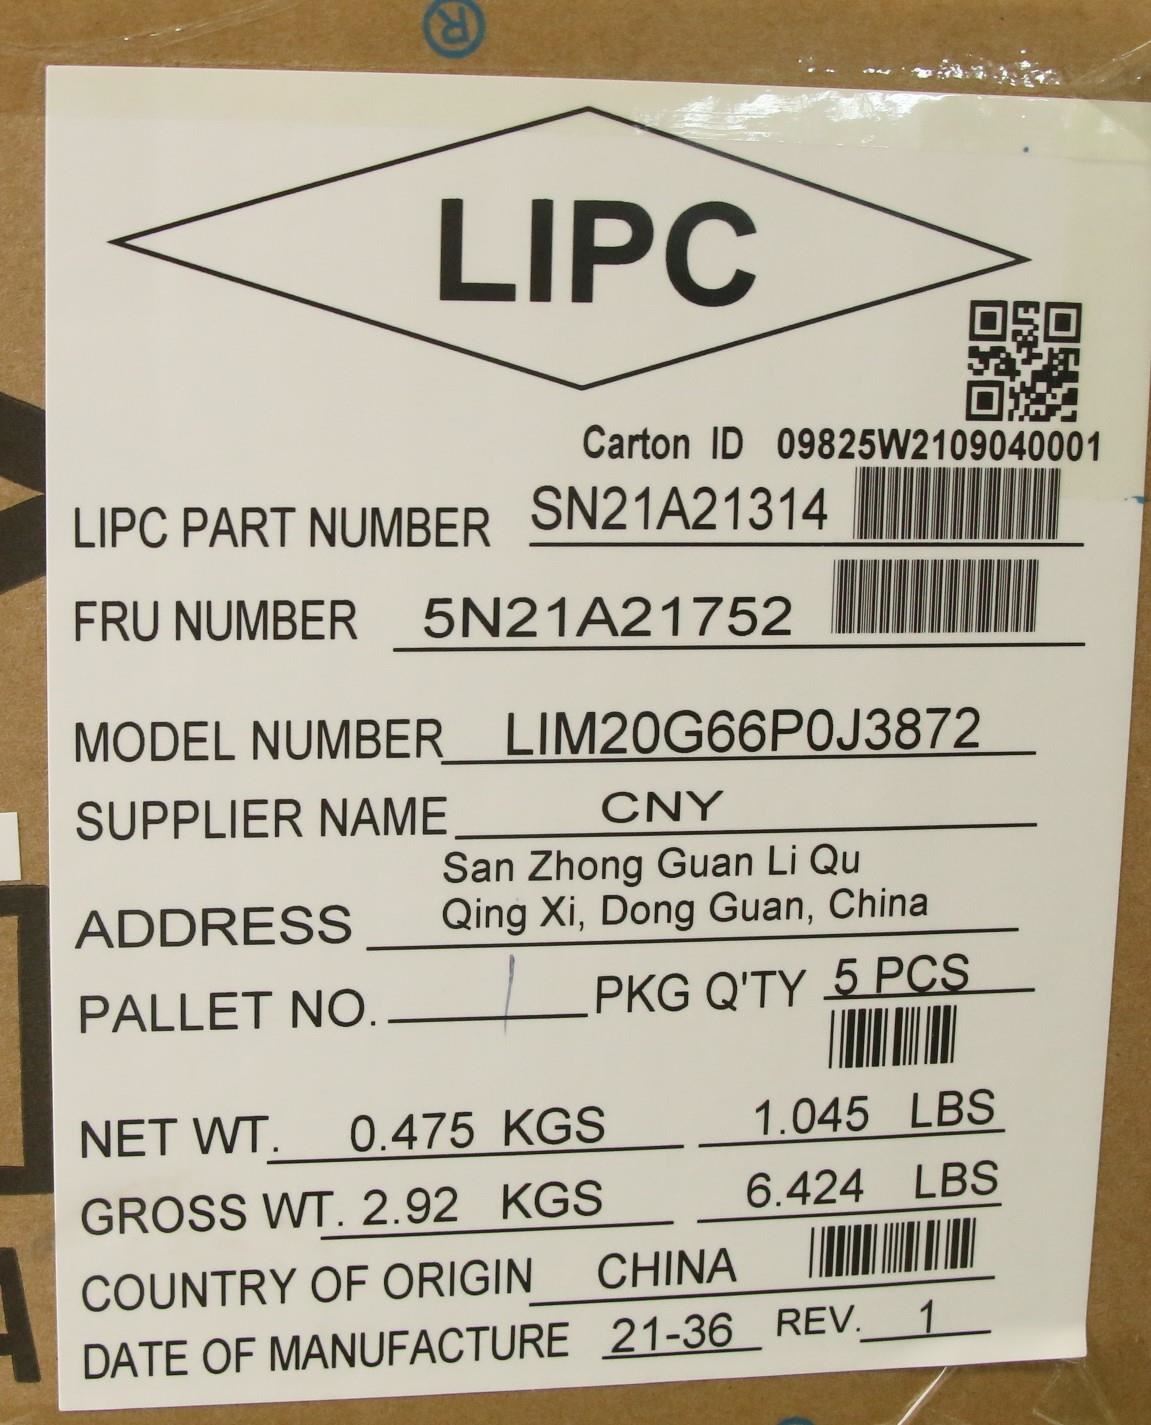 ®
LIPC
Carton ID 09825W2109040001
LIPC PART NUMBER SN21A21314
FRU NUMBER 5N21A21752
MODEL NUMBER LIM20G66P0J3872
SUPPLIER NAME CNY
San Zhong Guan Li Qu
ADDRESS Qing Xi, Dong Guan, China
PALLET NO. 1 PKG Q'TY 5 PCS
NET WT. 0.475 KGS 1.045 LBS
GROSS WT. 2.92 KGS 6.424 LBS
COUNTRY OF ORIGIN CHINA
DATE OF MANUFACTURE 21-36 REV. 1